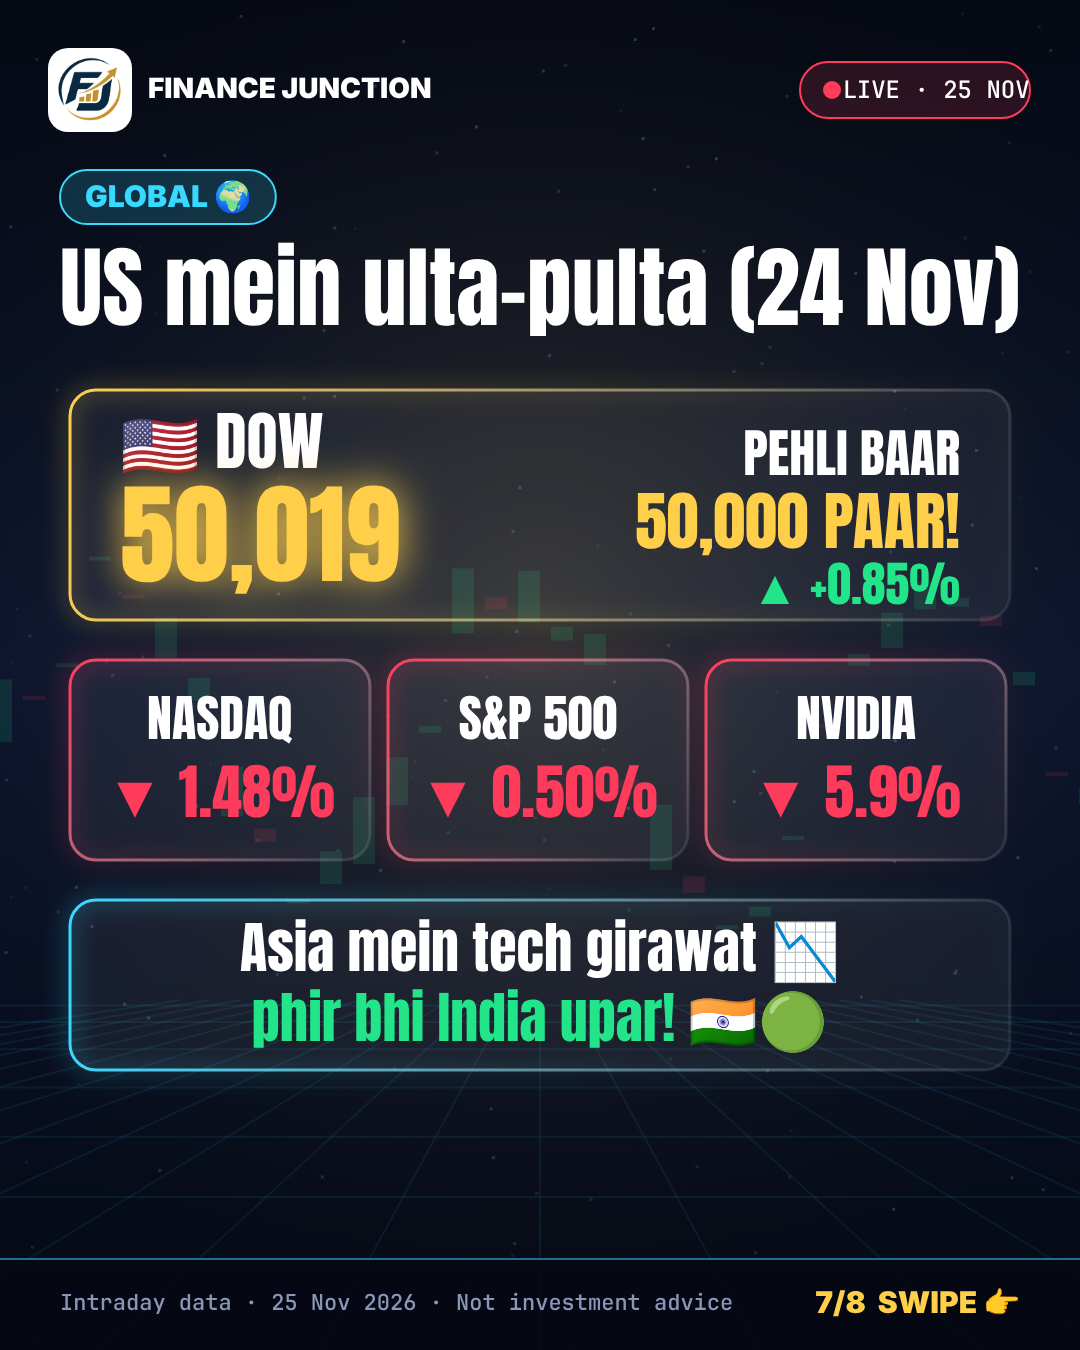 FJ
FINANCE JUNCTION
LIVE · 25 NOV
GLOBAL 🌍
US mein ulta-pulta (24 Nov)
🇺🇸 DOW
50,019
PEHLI BAAR
50,000 PAAR!
▲ +0.85%
NASDAQ
▼ 1.48%
S&P 500
▼ 0.50%
NVIDIA
▼ 5.9%
Asia mein tech girawat 📉
phir bhi India upar! 🇮🇳🟢
Intraday data · 25 Nov 2026 · Not investment advice
7/8 SWIPE 👉